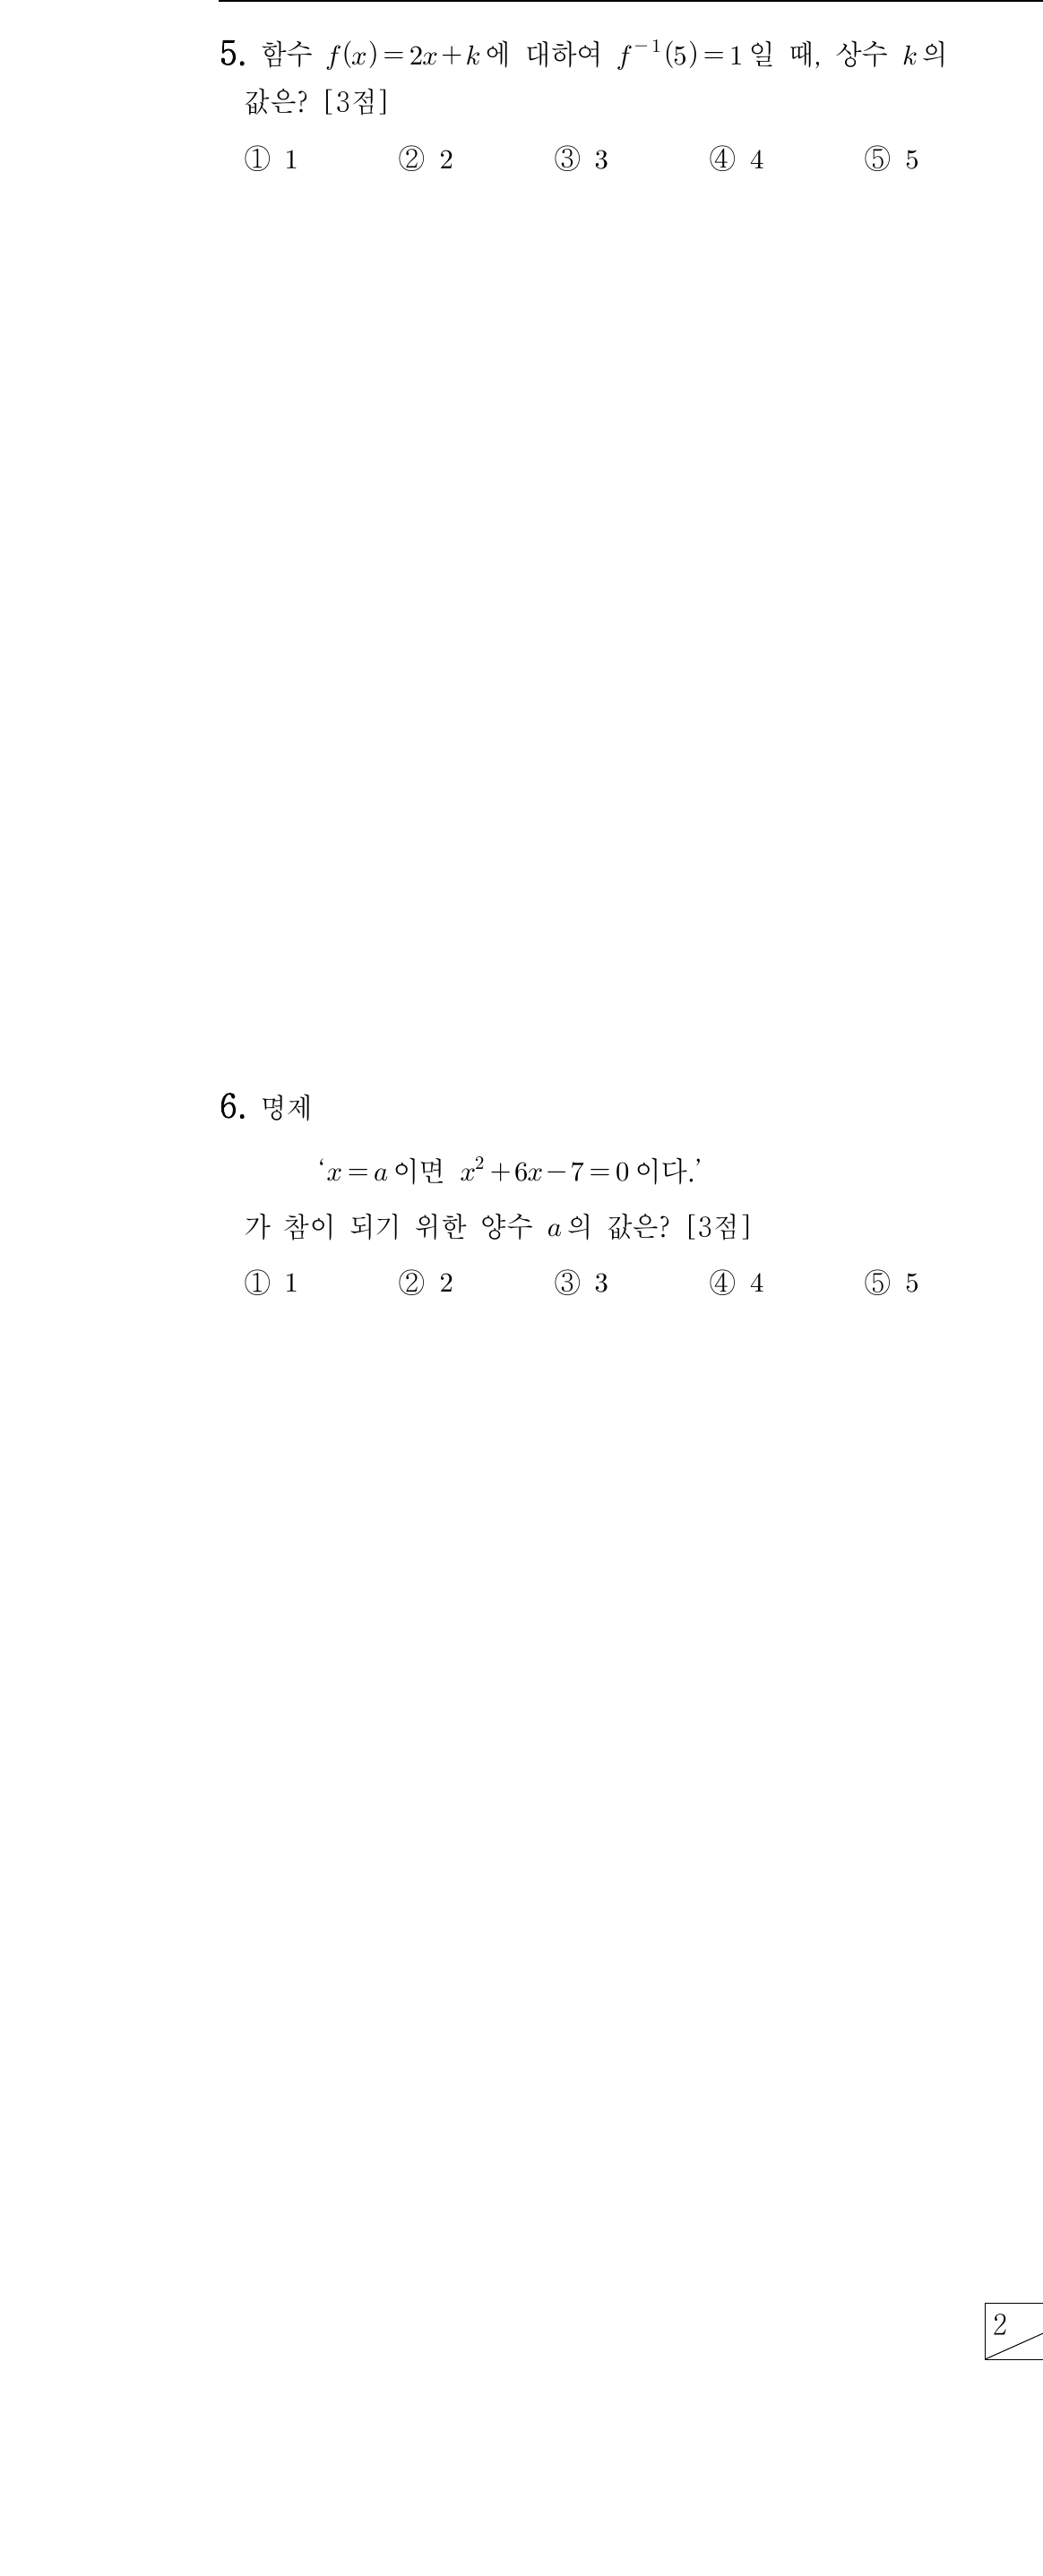 5. 함수 f(x)=2x+k에 대하여 f⁻¹(5)=1일 때, 상수 k의
값은? [3점]
① 1 ② 2 ③ 3 ④ 4 ⑤ 5
6. 명제
‘x=a이면 x²+6x-7=0이다.’
가 참이 되기 위한 양수 a의 값은? [3점]
① 1 ② 2 ③ 3 ④ 4 ⑤ 5
2